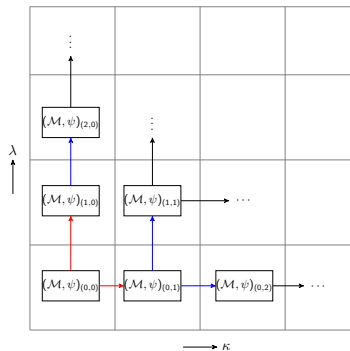 ⋮
(ℳ, ψ)₍₂,₀₎ ⋮
λ
(ℳ, ψ)₍₁,₀₎ (ℳ, ψ)₍₁,₁₎ ⋯
(ℳ, ψ)₍₀,₀₎ (ℳ, ψ)₍₀,₁₎ (ℳ, ψ)₍₀,₂₎ ⋯
κ